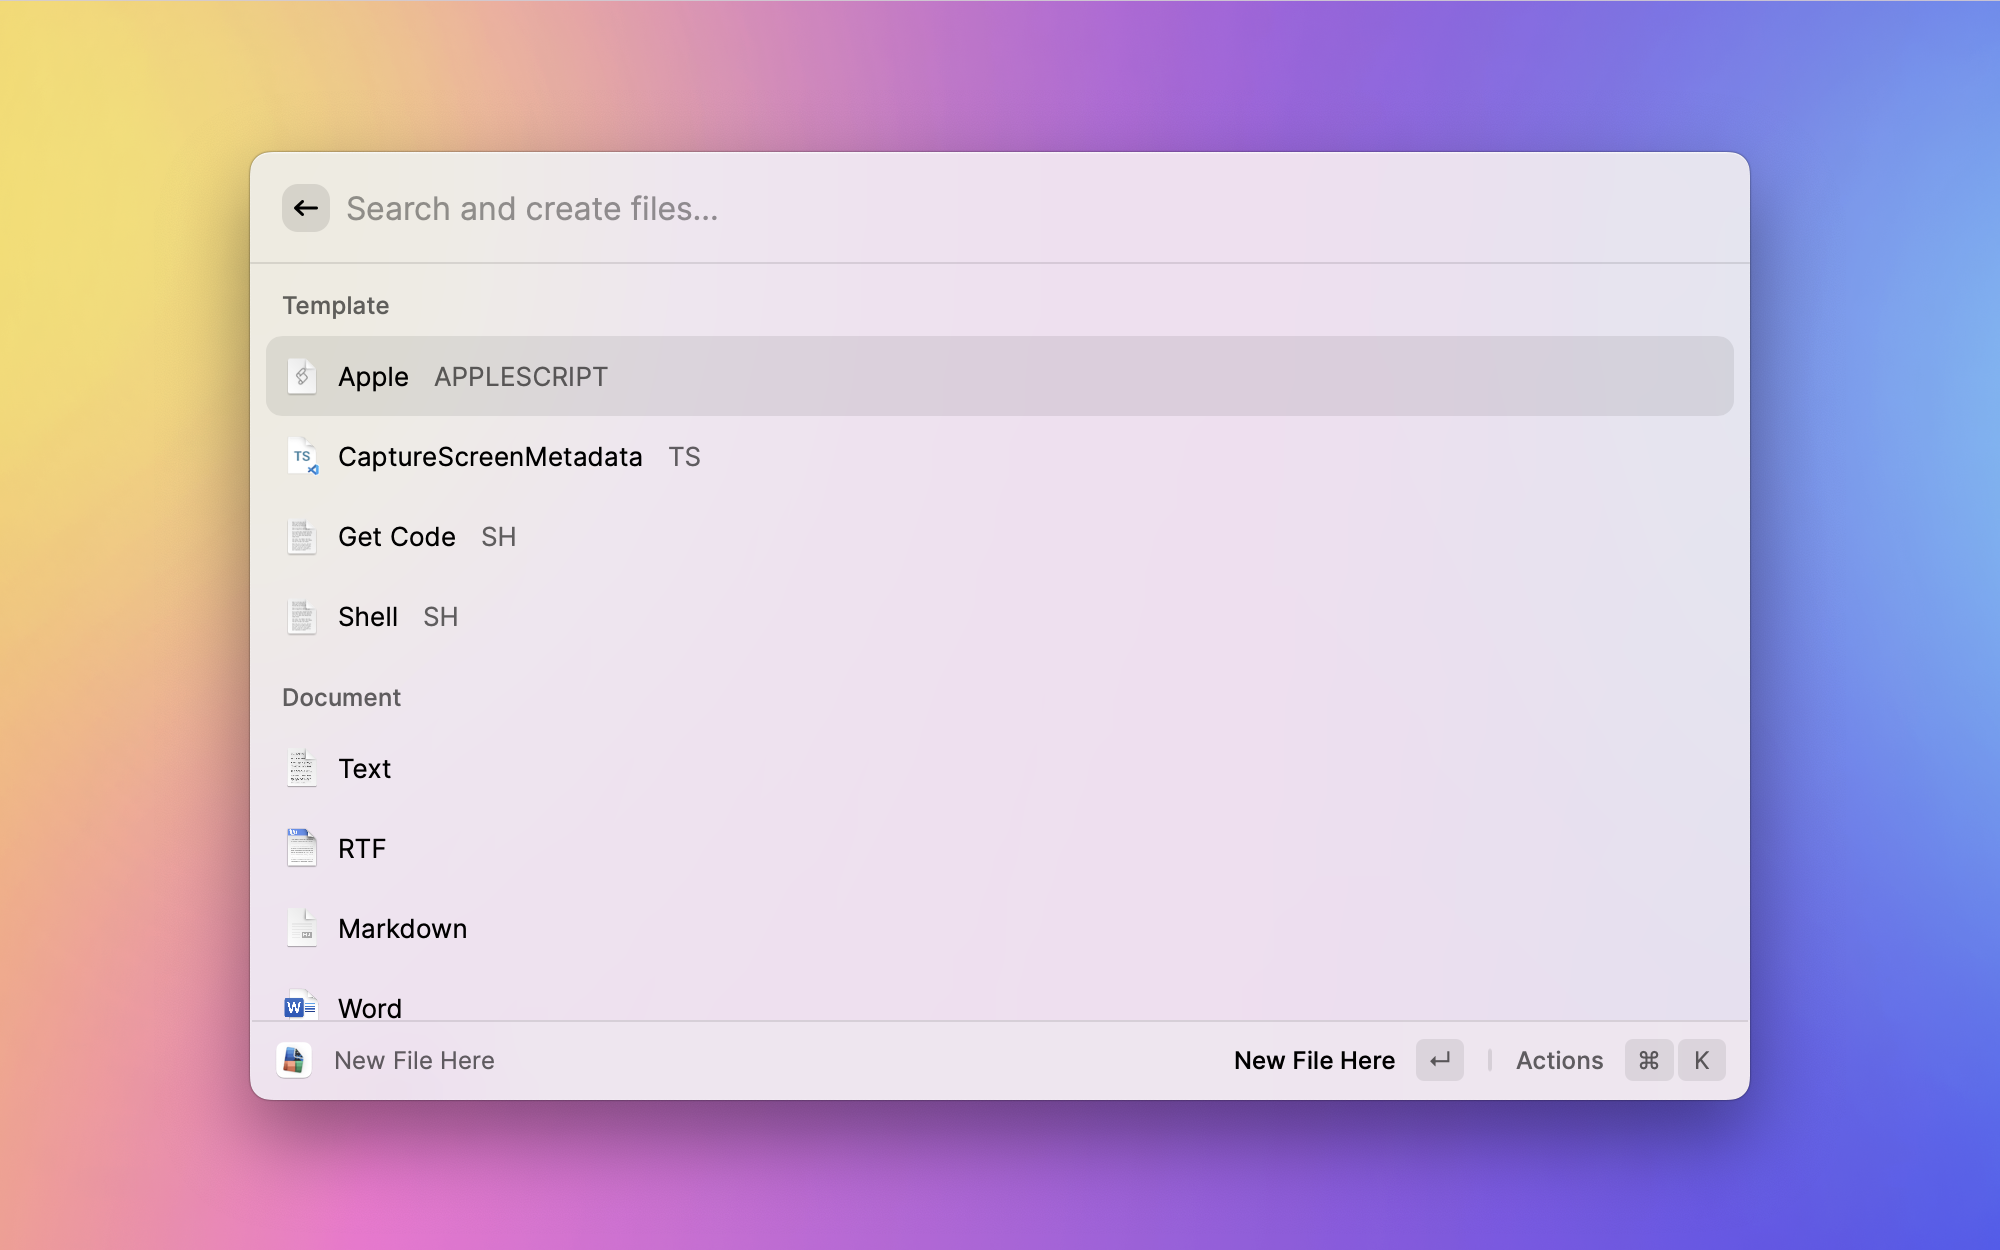 Search and create files...
Template
Apple APPLESCRIPT
TS CaptureScreenMetadata TS
Get Code SH
Shell SH
Document
Text
RTF
Markdown
W Word
New File Here New File Here ↵ Actions ⌘ K